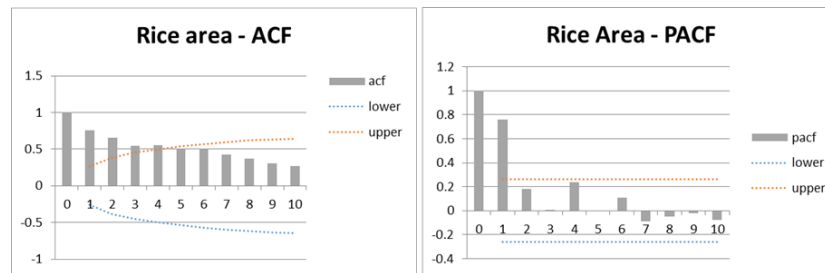 Rice area - ACF
1.5
1
0.5
0
-0.5
-1
0 1 2 3 4 5 6 7 8 9 10
acf
lower
upper
Rice Area - PACF
1.2
1
0.8
0.6
0.4
0.2
0
-0.2
-0.4
0 1 2 3 4 5 6 7 8 9 10
pacf
lower
upper